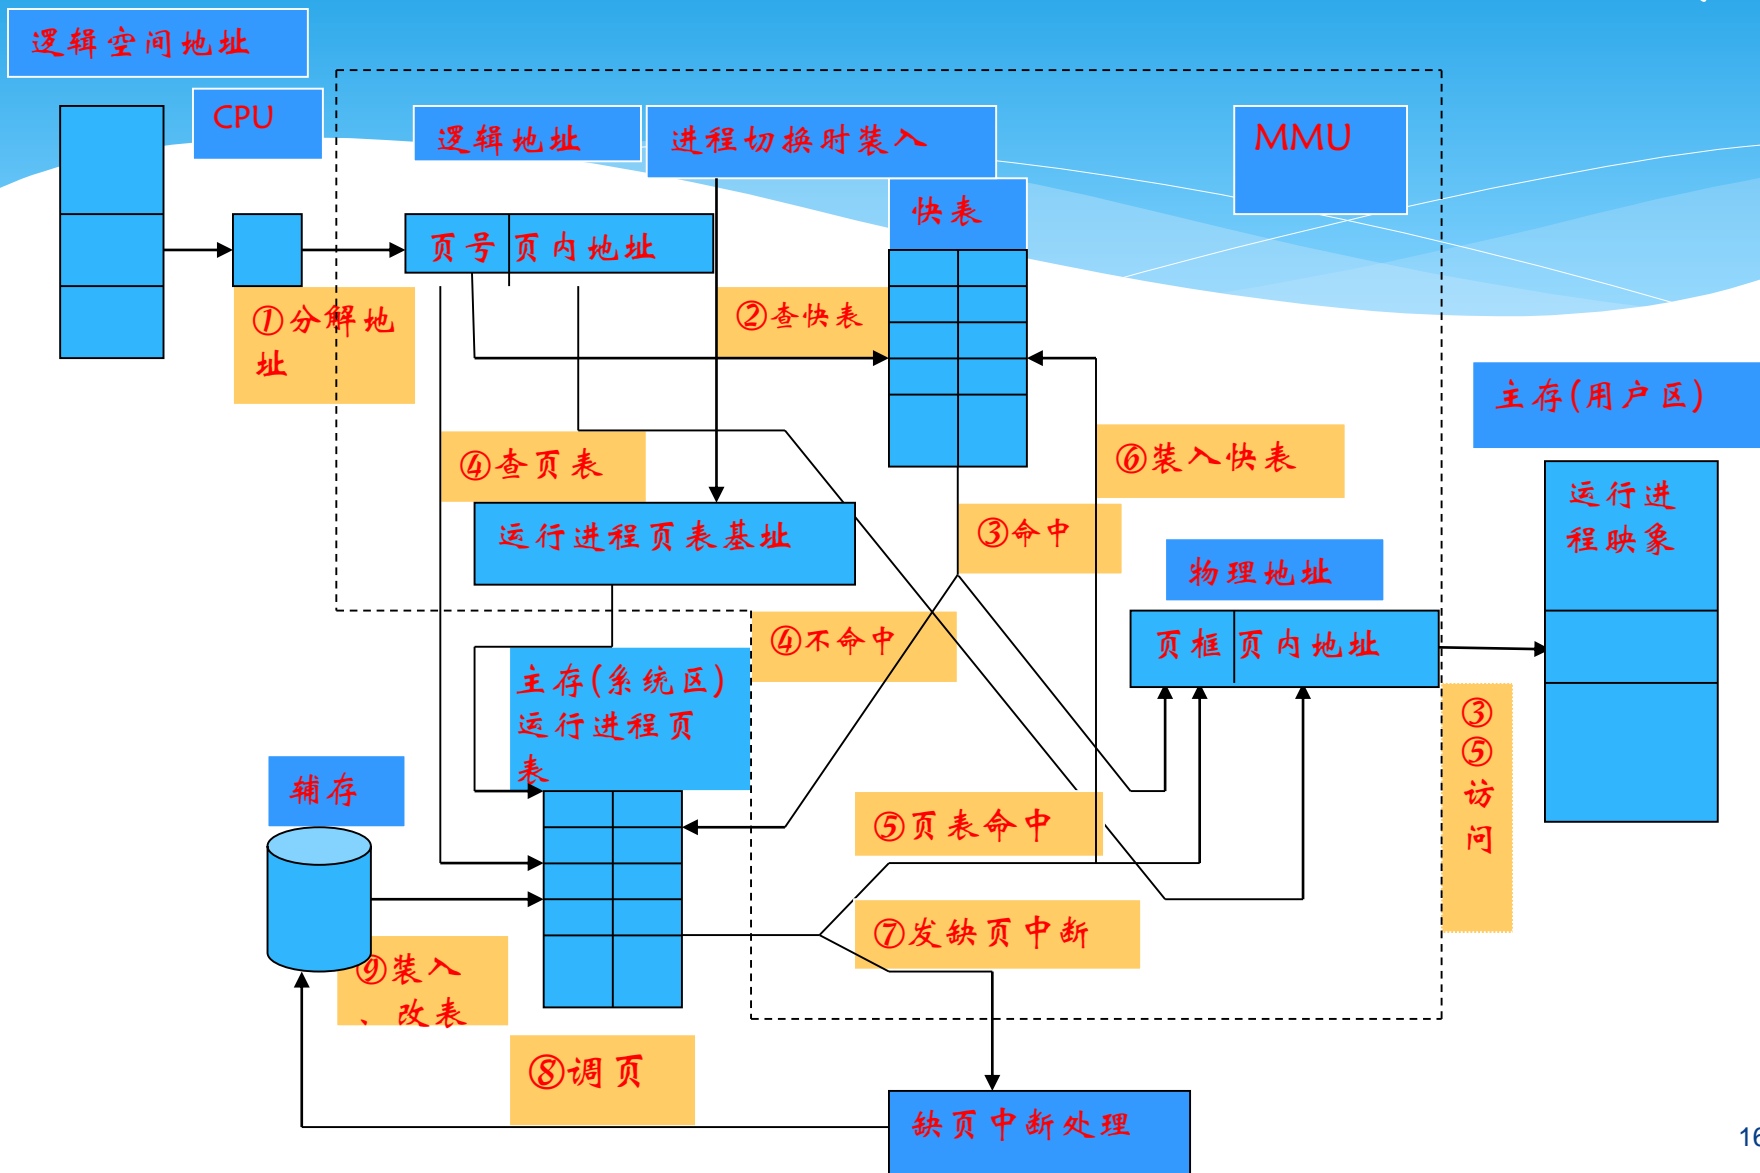 逻辑空间地址
CPU
逻辑地址
进程切换时装入
MMU
快表
页号
页内地址
①分解地
址
②查快表
主存(用户区)
④查页表
⑥装入快表
运行进
程映象
运行进程页表基址
③命中
物理地址
④不命中
页框
页内地址
主存(系统区)
运行进程页
表
③
⑤
访
问
辅存
⑤页表命中
⑦发缺页中断
⑨装入
、改表
⑧调页
缺页中断处理
16